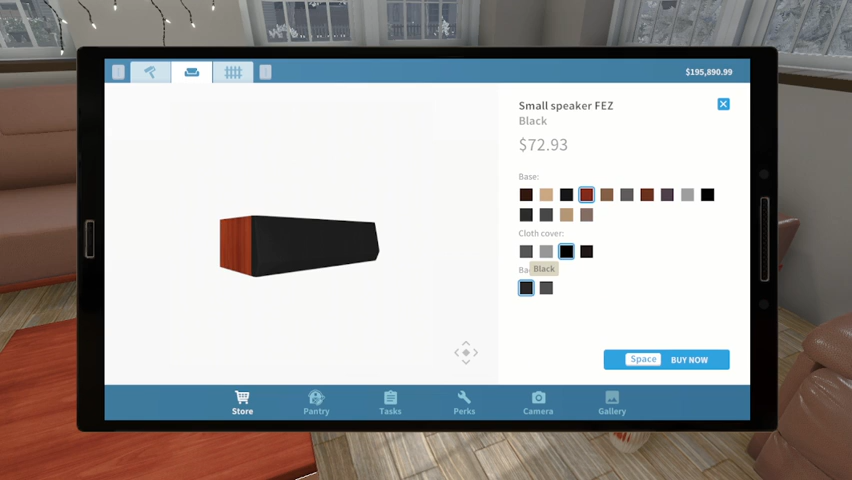 $195,890.99
Small speaker FEZ
Black
$72.93
Base:
Cloth cover:
Ba
Black
Space BUY NOW
Store Pantry Tasks Perks Camera Gallery